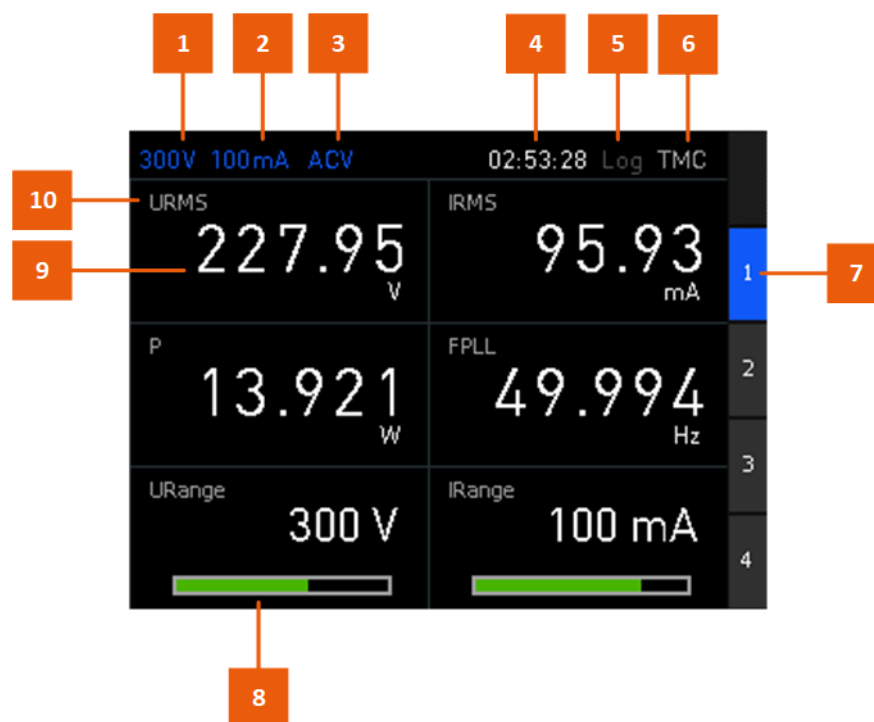 1 2 3 4 5 6
300V 100mA ACV 02:53:28 Log TMC
10 URMS IRMS
9 227.95 95.93 1 7
V mA
P FPLL 2
13.921 49.994
W Hz
3
URange IRange
300 V 100 mA
4
8